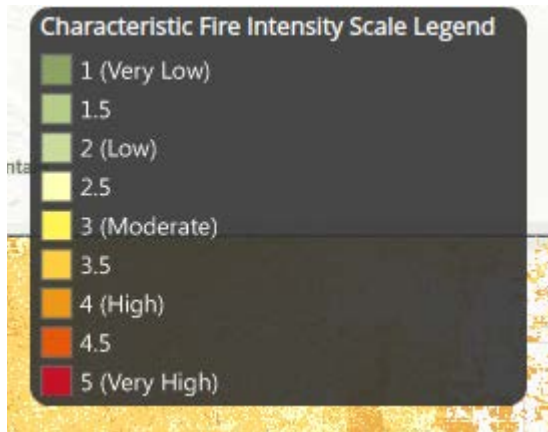 Characteristic Fire Intensity Scale Legend
1 (Very Low)
1.5
2 (Low)
2.5
3 (Moderate)
3.5
4 (High)
4.5
5 (Very High)